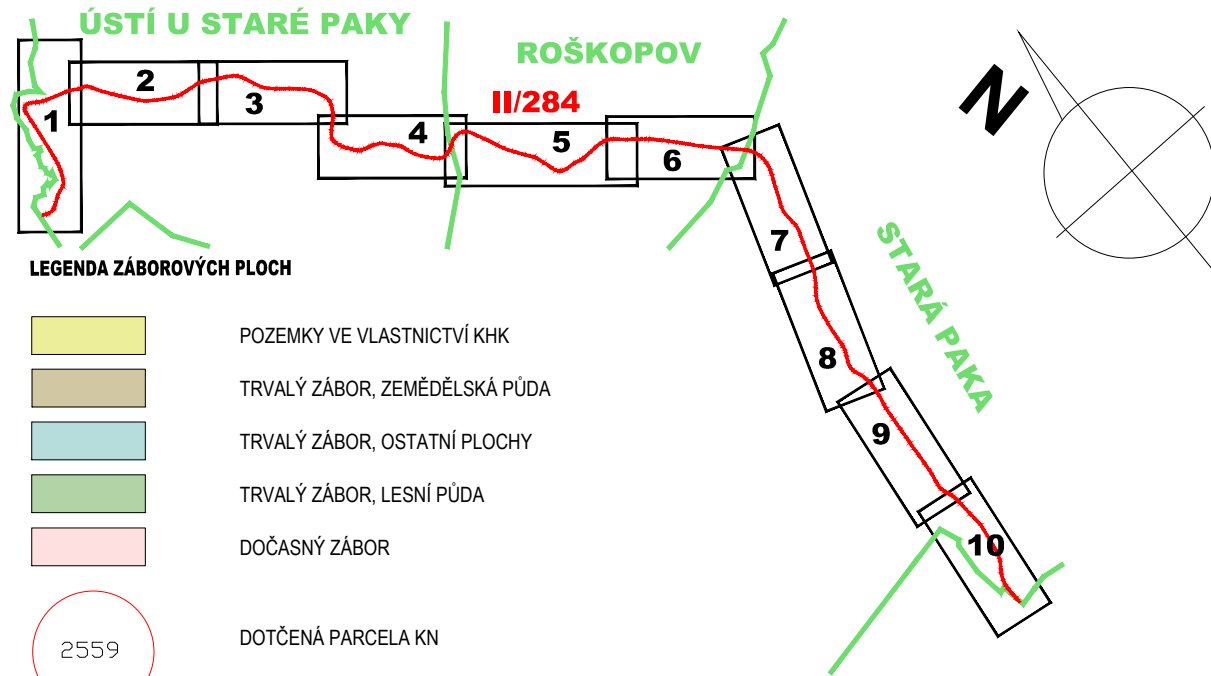 ÚSTÍ U STARÉ PAKY
ROŠKOPOV
II/284
N
1
2
3
4
5
6
7
8
9
10
STARÁ PAKA
LEGENDA ZÁBOROVÝCH PLOCH
POZEMKY VE VLASTNICTVÍ KHK
TRVALÝ ZÁBOR, ZEMĚDĚLSKÁ PŮDA
TRVALÝ ZÁBOR, OSTATNÍ PLOCHY
TRVALÝ ZÁBOR, LESNÍ PŮDA
DOČASNÝ ZÁBOR
2559
DOTČENÁ PARCELA KN